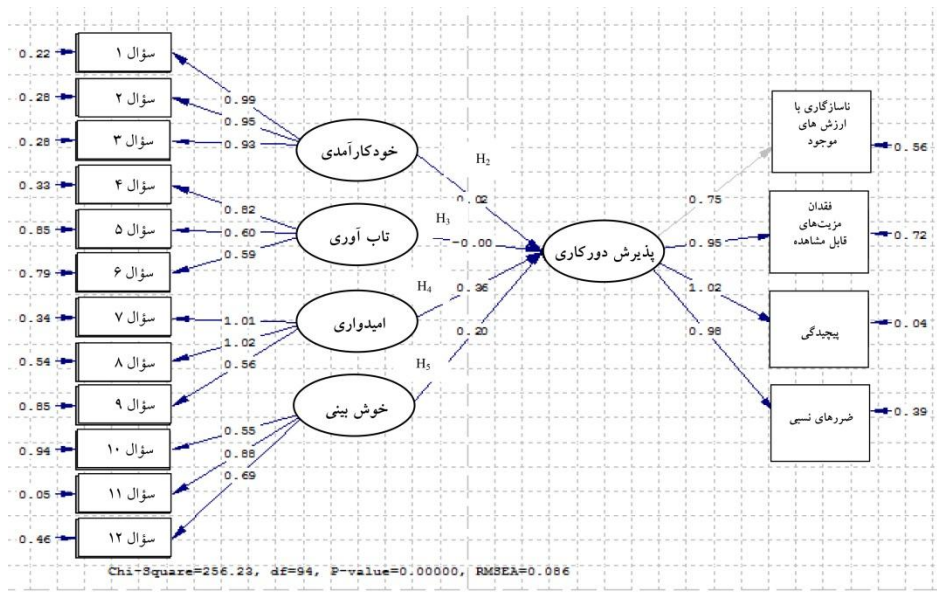 0.22
سؤال ۱
0.28
سؤال ۲
0.28
سؤال ۳
0.33
سؤال ۴
0.85
سؤال ۵
0.79
سؤال ۶
0.34
سؤال ۷
0.54
سؤال ۸
0.85
سؤال ۹
0.94
سؤال ۱۰
0.05
سؤال ۱۱
0.46
سؤال ۱۲
0.99
0.95
0.93
0.82
0.60
0.59
1.01
1.02
0.56
0.55
0.88
0.69
خودکارآمدی
تاب آوری
امیدواری
خوش بینی
H2
0.02
H3
-0.00
H4
0.36
H5
0.20
پذیرش دورکاری
0.75
0.95
1.02
0.98
ناسازگاری با
ارزش های
موجود
0.56
فقدان
مزیت‌های
قابل مشاهده
0.72
پیچیدگی
0.04
ضررهای نسبی
0.39
Chi-Square=256.23, df=94, P-value=0.00000, RMSEA=0.086